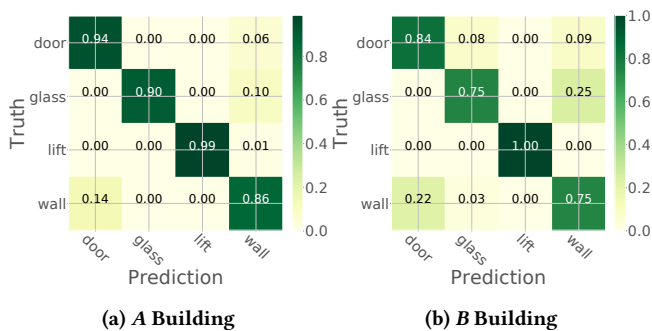 door 0.94 0.00 0.00 0.06
glass 0.00 0.90 0.00 0.10
lift 0.00 0.00 0.99 0.01
wall 0.14 0.00 0.00 0.86
door glass lift wall
Truth
Prediction
0.8
0.6
0.4
0.2
0.0
(a) A Building
door 0.84 0.08 0.00 0.09
glass 0.00 0.75 0.00 0.25
lift 0.00 0.00 1.00 0.00
wall 0.22 0.03 0.00 0.75
door glass lift wall
Truth
Prediction
1.0
0.8
0.6
0.4
0.2
0.0
(b) B Building